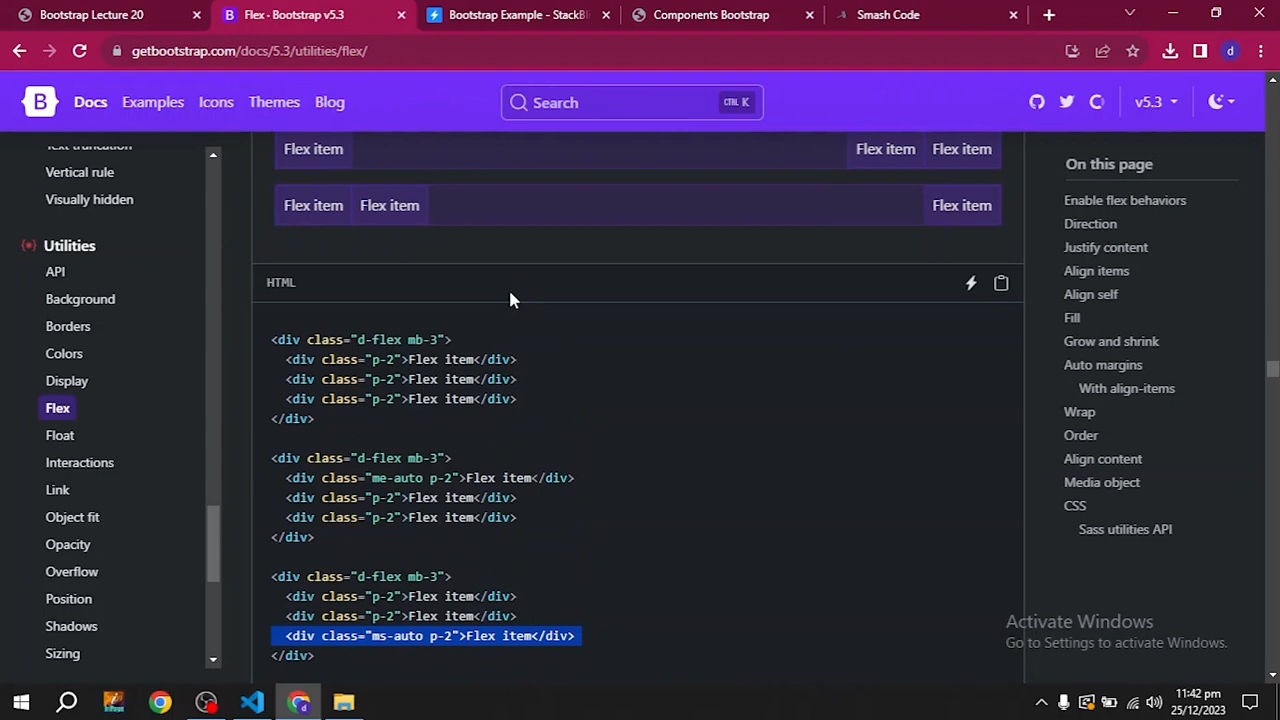 Bootstrap Lecture 20
Flex - Bootstrap v5.3
Bootstrap Example - StackBli
Components Bootstrap
Smash Code
getbootstrap.com/docs/5.3/utilities/flex/
d
B
Docs
Examples
Icons
Themes
Blog
Search
CTRL K
v5.3
Text truncation
Vertical rule
Visually hidden
Utilities
API
Background
Borders
Colors
Display
Flex
Float
Interactions
Link
Object fit
Opacity
Overflow
Position
Shadows
Sizing
Flex item Flex item Flex item
Flex item Flex item Flex item
HTML
<div class="d-flex mb-3">
<div class="p-2">Flex item</div>
<div class="p-2">Flex item</div>
<div class="p-2">Flex item</div>
</div>
<div class="d-flex mb-3">
<div class="me-auto p-2">Flex item</div>
<div class="p-2">Flex item</div>
<div class="p-2">Flex item</div>
</div>
<div class="d-flex mb-3">
<div class="p-2">Flex item</div>
<div class="p-2">Flex item</div>
<div class="ms-auto p-2">Flex item</div>
</div>
On this page
Enable flex behaviors
Direction
Justify content
Align items
Align self
Fill
Grow and shrink
Auto margins
With align-items
Wrap
Order
Align content
Media object
CSS
Sass utilities API
Activate Windows
Go to Settings to activate Windows.
11:42 pm
25/12/2023